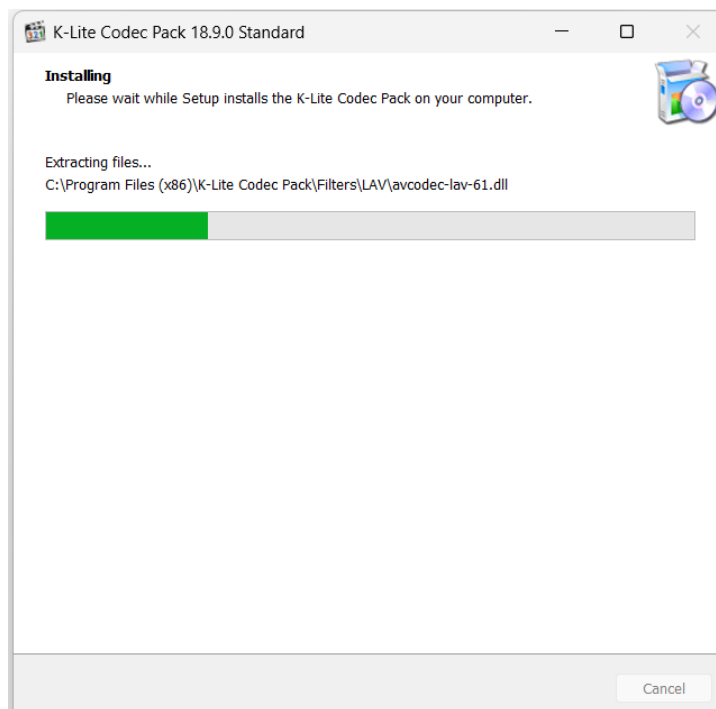 K-Lite Codec Pack 18.9.0 Standard
Installing
Please wait while Setup installs the K-Lite Codec Pack on your computer.
Extracting files...
C:\Program Files (x86)\K-Lite Codec Pack\Filters\LAV\avcodec-lav-61.dll
Cancel